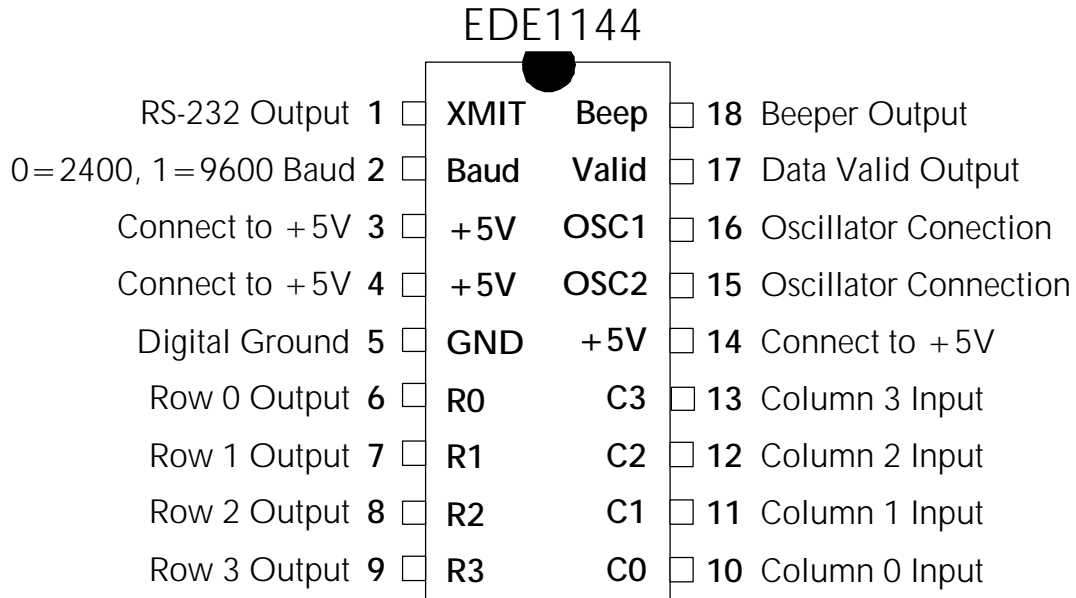 EDE1144
RS-232 Output 1 XMIT Beep 18 Beeper Output
0=2400, 1=9600 Baud 2 Baud Valid 17 Data Valid Output
Connect to +5V 3 +5V OSC1 16 Oscillator Conection
Connect to +5V 4 +5V OSC2 15 Oscillator Connection
Digital Ground 5 GND +5V 14 Connect to +5V
Row 0 Output 6 R0 C3 13 Column 3 Input
Row 1 Output 7 R1 C2 12 Column 2 Input
Row 2 Output 8 R2 C1 11 Column 1 Input
Row 3 Output 9 R3 C0 10 Column 0 Input